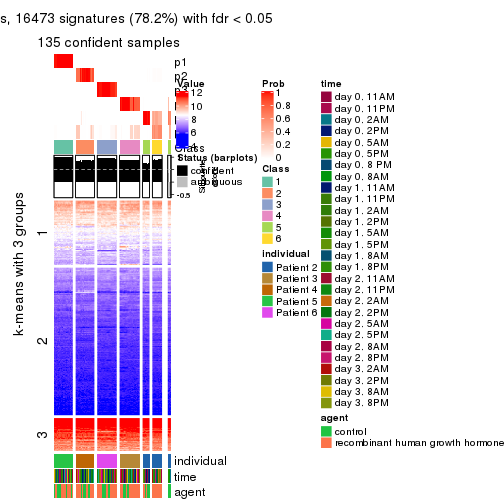 s, 16473 signatures (78.2%) with fdr < 0.05
135 confident samples
p1
p2
Value
12
10
8
6
4
Class
Status (barplots)
confident
ambiguous
-0.5
k-means with 3 groups
1
2
3
individual
time
agent
Prob
1
0.8
0.6
0.4
0.2
0
Class
1
2
3
4
5
6
individual
Patient 2
Patient 3
Patient 4
Patient 5
Patient 6
time
day 0. 11AM
day 0. 11PM
day 0. 2AM
day 0. 2PM
day 0. 5AM
day 0. 5PM
day 0. 8 PM
day 0. 8AM
day 1. 11AM
day 1. 11PM
day 1. 2AM
day 1. 2PM
day 1. 5AM
day 1. 5PM
day 1. 8AM
day 1. 8PM
day 2. 11AM
day 2. 11PM
day 2. 2AM
day 2. 2PM
day 2. 5AM
day 2. 5PM
day 2. 8AM
day 2. 8PM
day 3. 2AM
day 3. 2PM
day 3. 8AM
day 3. 8PM
agent
control
recombinant human growth hormone